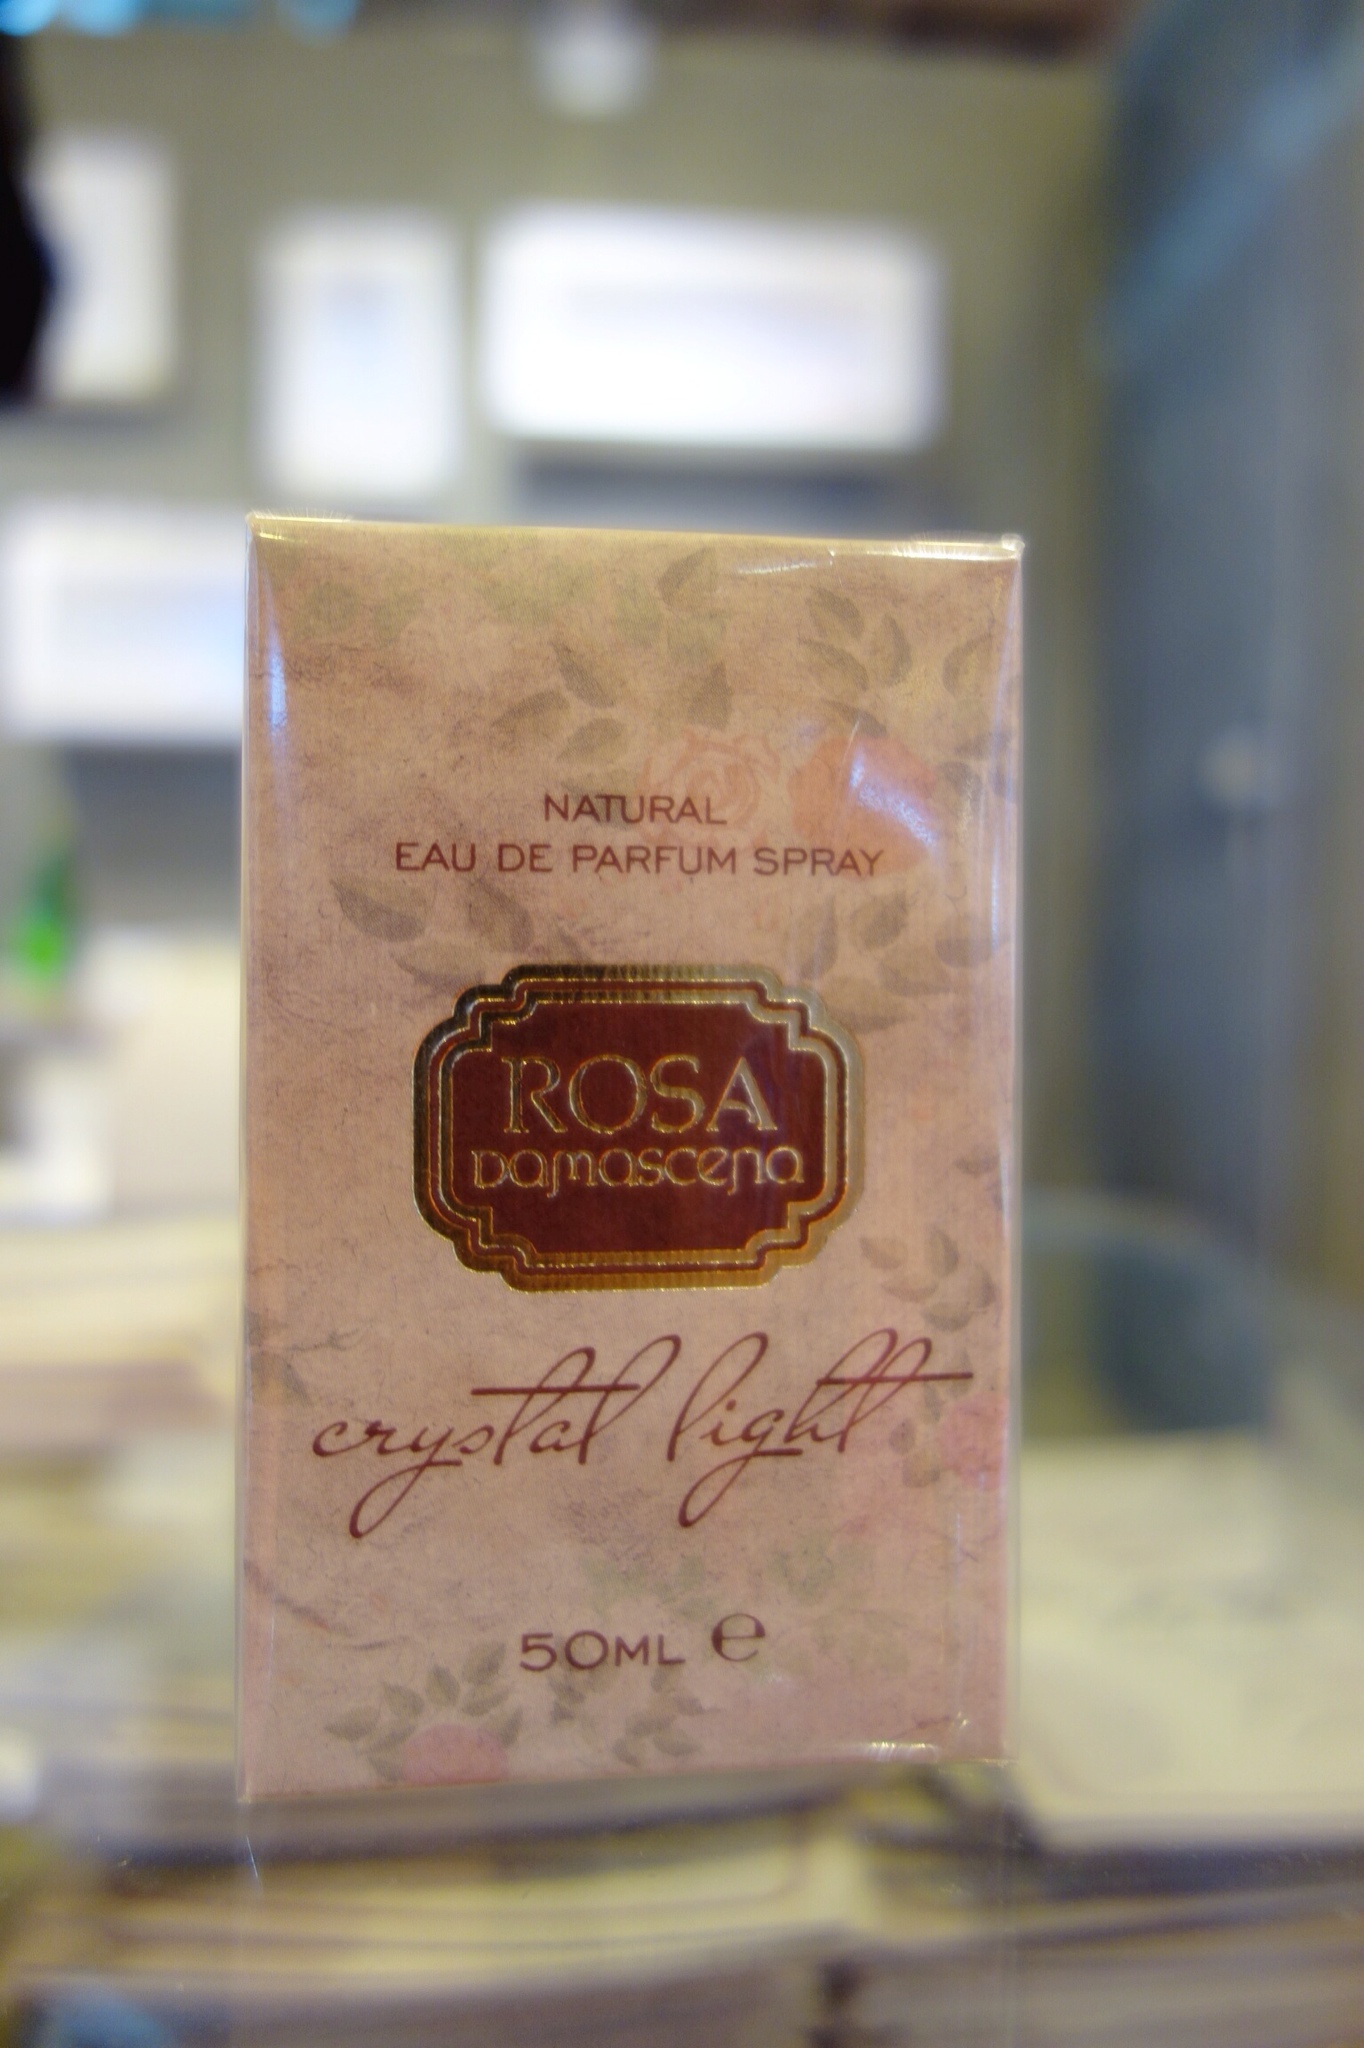 NATURAL
EAU DE PARFUM SPRAY
ROSA
Damascena
crystal light
50ML ℮